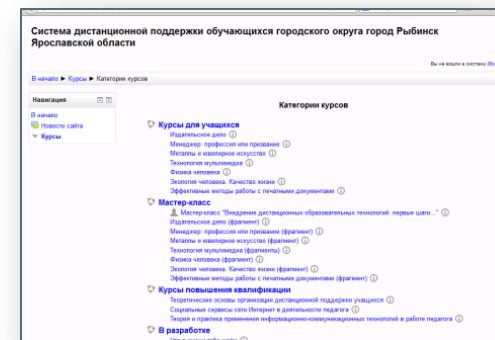 Система дистанционной поддержки обучающихся городского округа город Рыбинск
Ярославской области
Вы не вошли в систему
В начало ► Курсы ► Категории курсов
Навигация
В начало
Новости сайта
Курсы
Категории курсов
Курсы для учащихся
Издательское дело
Менеджер: профессия или призвание
Металлы и ювелирное искусство
Технология мультимедиа
Физика человека
Экология человека. Качество жизни
Эффективные методы работы с печатными документами
Мастер-класс
Мастер-класс "Внедрение дистанционных образовательных технологий: первые шаги..."
Издательское дело (фрагмент)
Менеджер: профессия или призвание (фрагмент)
Металлы и ювелирное искусство (фрагмент)
Технология мультимедиа (фрагменты)
Физика человека (фрагмент)
Экология человека. Качество жизни (фрагмент)
Эффективные методы работы с печатными документами (фрагмент)
Курсы повышения квалификации
Теоретические основы организации дистанционной поддержки учащихся
Социальные сервисы сети Интернет в деятельности педагога
Теория и практика применения информационно-коммуникационных технологий в работе педагога
В разработке